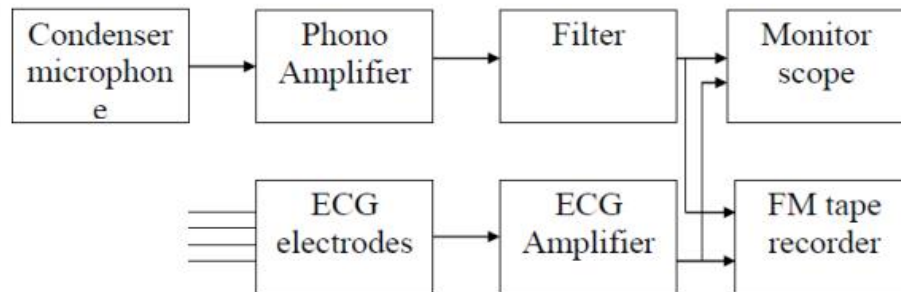 Condenser
microphon
e
Phono
Amplifier
Filter
Monitor
scope
ECG
electrodes
ECG
Amplifier
FM tape
recorder